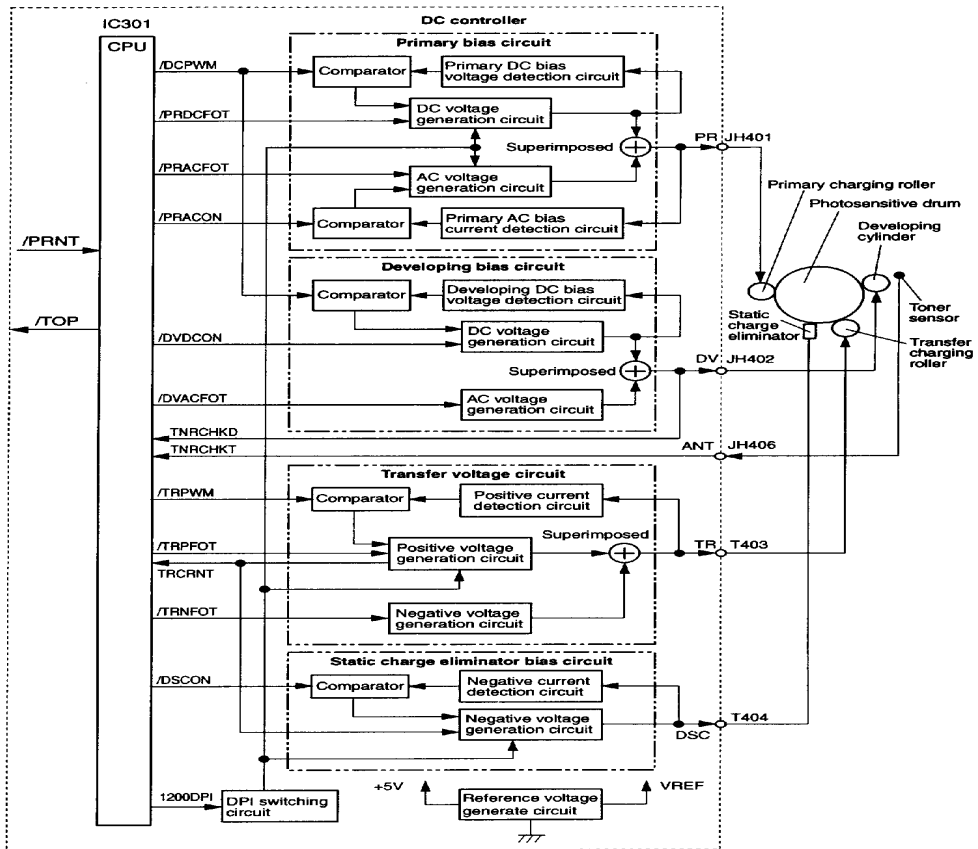 IC301
CPU
DC controller
Primary bias circuit
/DCPWM
Comparator
Primary DC bias
voltage detection circuit
/PRDCFOT
DC voltage
generation circuit
Superimposed
PR JH401
/PRACFOT
AC voltage
generation circuit
/PRACON
Comparator
Primary AC bias
current detection circuit
Primary charging roller
Photosensitive drum
Developing
cylinder
/PRNT
/TOP
Developing bias circuit
Comparator
Developing DC bias
voltage detection circuit
/DVDCON
DC voltage
generation circuit
Superimposed
DV JH402
/DVACFOT
AC voltage
generation circuit
Static
charge
eliminator
Toner
sensor
Transfer
charging
roller
TNRCHKD
TNRCHKT
ANT JH406
Transfer voltage circuit
/TRPWM
Comparator
Positive current
detection circuit
/TRPFOT
TRCRNT
Positive voltage
generation circuit
Superimposed
TR T403
/TRNFOT
Negative voltage
generation circuit
Static charge eliminator bias circuit
/DSCON
Comparator
Negative current
detection circuit
Negative voltage
generation circuit
DSC
T404
1200DPI
DPI switching
circuit
+5V
Reference voltage
generate circuit
VREF